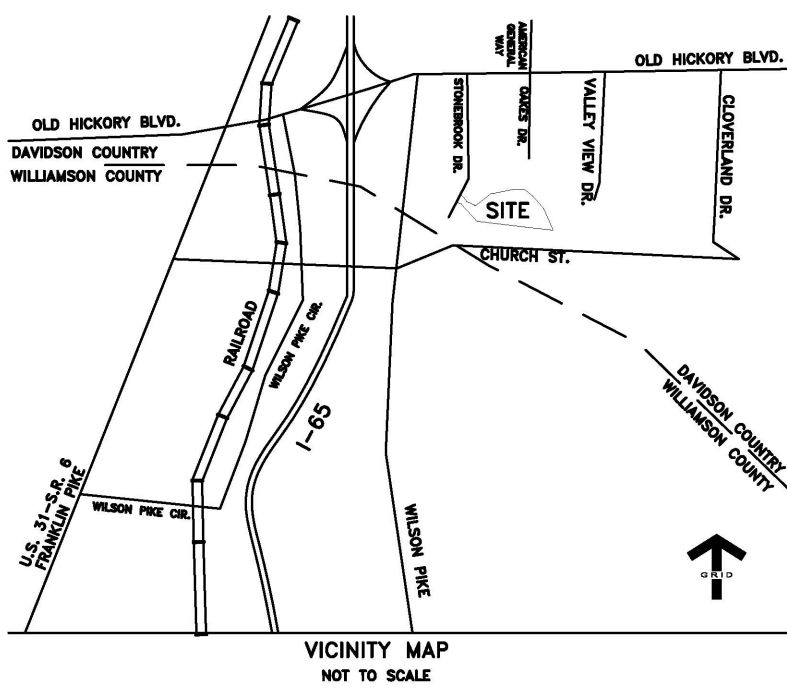 AMERICAN
GENERAL
WAY
OLD HICKORY BLVD.
OLD HICKORY BLVD.
STONEBROOK DR.
OAKES DR.
VALLEY VIEW DR.
CLOVERLAND DR.
DAVIDSON COUNTRY
WILLIAMSON COUNTY
SITE
CHURCH ST.
RAILROAD
WILSON PIKE CIR.
I-65
DAVIDSON COUNTRY
WILLIAMSON COUNTY
U.S. 31-S.R. 6
FRANKLIN PIKE
WILSON PIKE CIR.
WILSON PIKE
GRID
VICINITY MAP
NOT TO SCALE